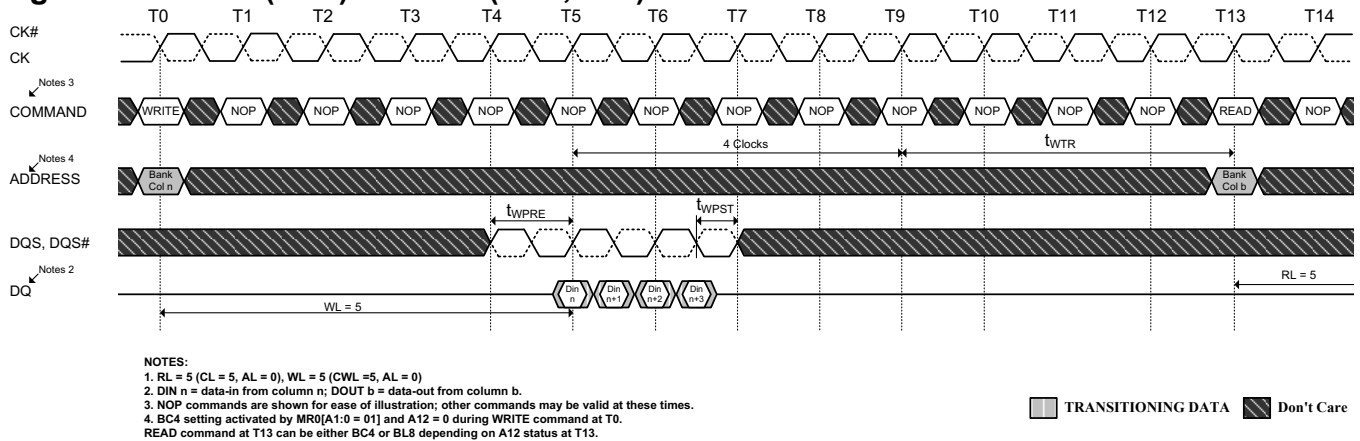 T0 T1 T2 T3 T4 T5 T6 T7 T8 T9 T10 T11 T12 T13 T14
CK#
CK
Notes 3
COMMAND WRITE NOP NOP NOP NOP NOP NOP NOP NOP NOP NOP NOP NOP READ NOP
4 Clocks tWTR
Notes 4
ADDRESS Bank Col n Bank Col b
tWPRE tWPST
DQS, DQS#
Notes 2
DQ Din n Din n+1 Din n+2 Din n+3 RL = 5
WL = 5
NOTES:
1. RL = 5 (CL = 5, AL = 0), WL = 5 (CWL =5, AL = 0)
2. DIN n = data-in from column n; DOUT b = data-out from column b.
3. NOP commands are shown for ease of illustration; other commands may be valid at these times.
4. BC4 setting activated by MR0[A1:0 = 01] and A12 = 0 during WRITE command at T0.
READ command at T13 can be either BC4 or BL8 depending on A12 status at T13.
TRANSITIONING DATA Don't Care